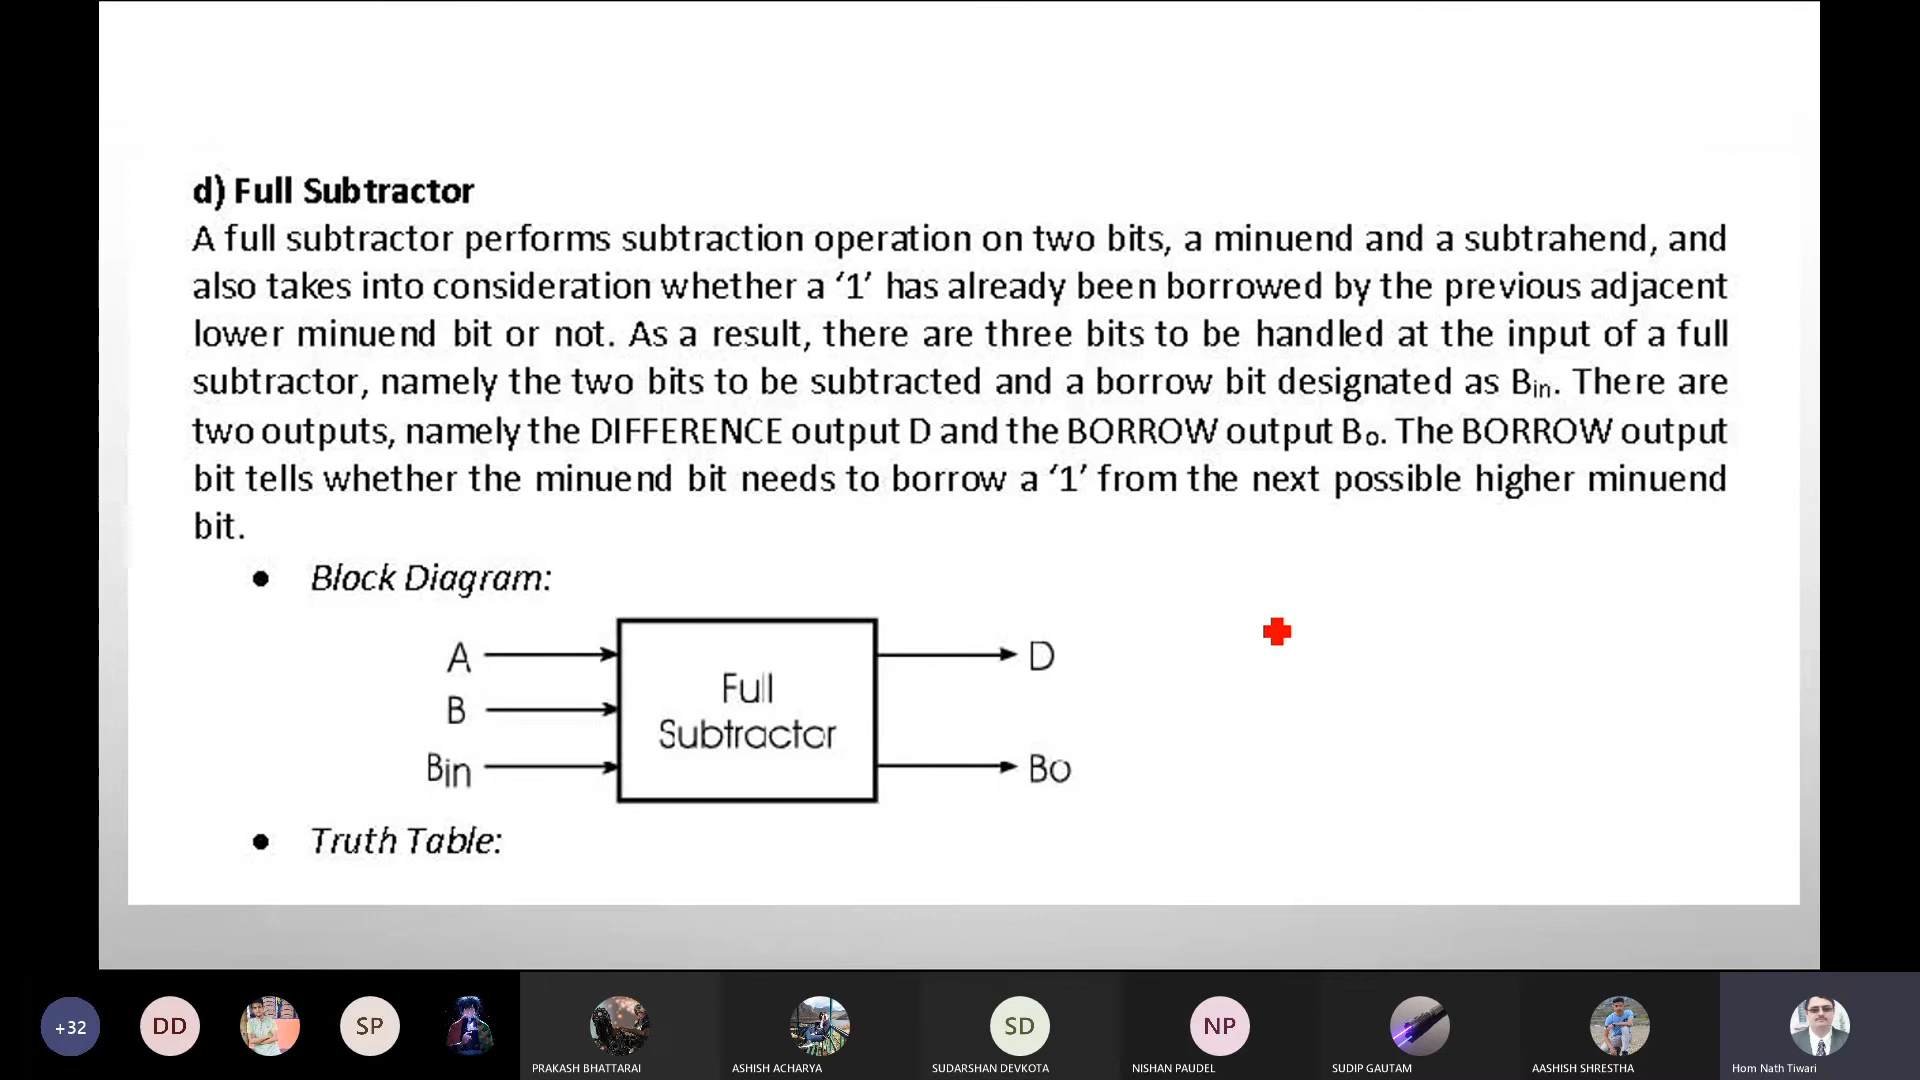 d) Full Subtractor
A full subtractor performs subtraction operation on two bits, a minuend and a subtrahend, and
also takes into consideration whether a ‘1’ has already been borrowed by the previous adjacent
lower minuend bit or not. As a result, there are three bits to be handled at the input of a full
subtractor, namely the two bits to be subtracted and a borrow bit designated as Bin. There are
two outputs, namely the DIFFERENCE output D and the BORROW output Bo. The BORROW output
bit tells whether the minuend bit needs to borrow a ‘1’ from the next possible higher minuend
bit.
• Block Diagram:
A
B
Bin
Full
Subtractor
D
Bo
• Truth Table:
+32
DD
SP
SD
NP
PRAKASH BHATTARAI
ASHISH ACHARYA
SUDARSHAN DEVKOTA
NISHAN PAUDEL
SUDIP GAUTAM
AASHISH SHRESTHA
Hom Nath Tiwari